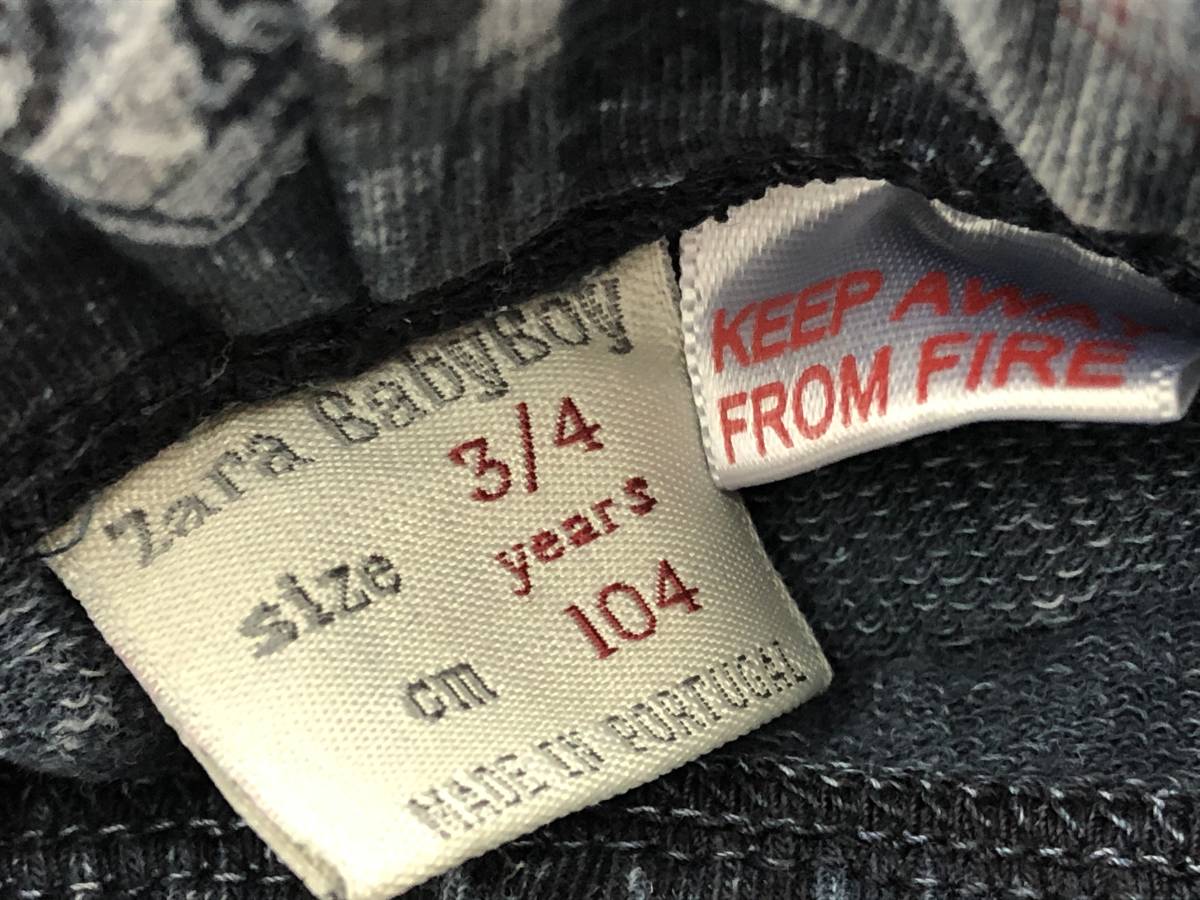 Zara BabyBoy
3/4
size years
104
cm
MADE IN PORTUGAL
KEEP AWAY
FROM FIRE